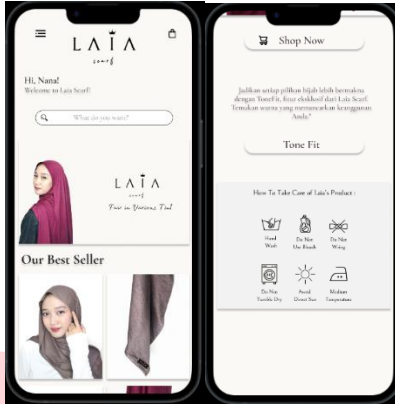 LAIA
scarf
Hi, Nana!
Welcome to Laia Scarf!
What do you want?
LAIA
scarf
Fair in Various Tint
Our Best Seller
Shop Now
Jadikan setiap pilihan hijab lebih bermakna
dengan ToneFit, fitur eksklusif dari Laia Scarf.
Temukan warna yang memancarkan keanggunan
Anda."
Tone Fit
How To Take Care of Laia's Product :
Hand
Wash
Do Not
Use Bleach
Do Not
Wring
Do Not
Tumble Dry
Avoid
Direct Sun
Medium
Temperature